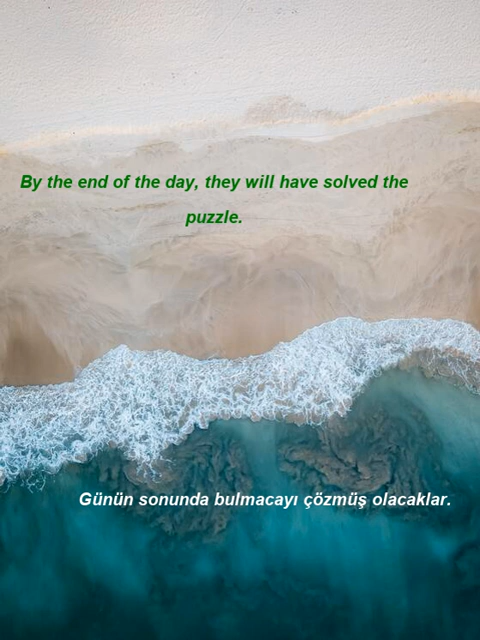 By the end of the day, they will have solved the
puzzle.
Günün sonunda bulmacayı çözmüş olacaklar.